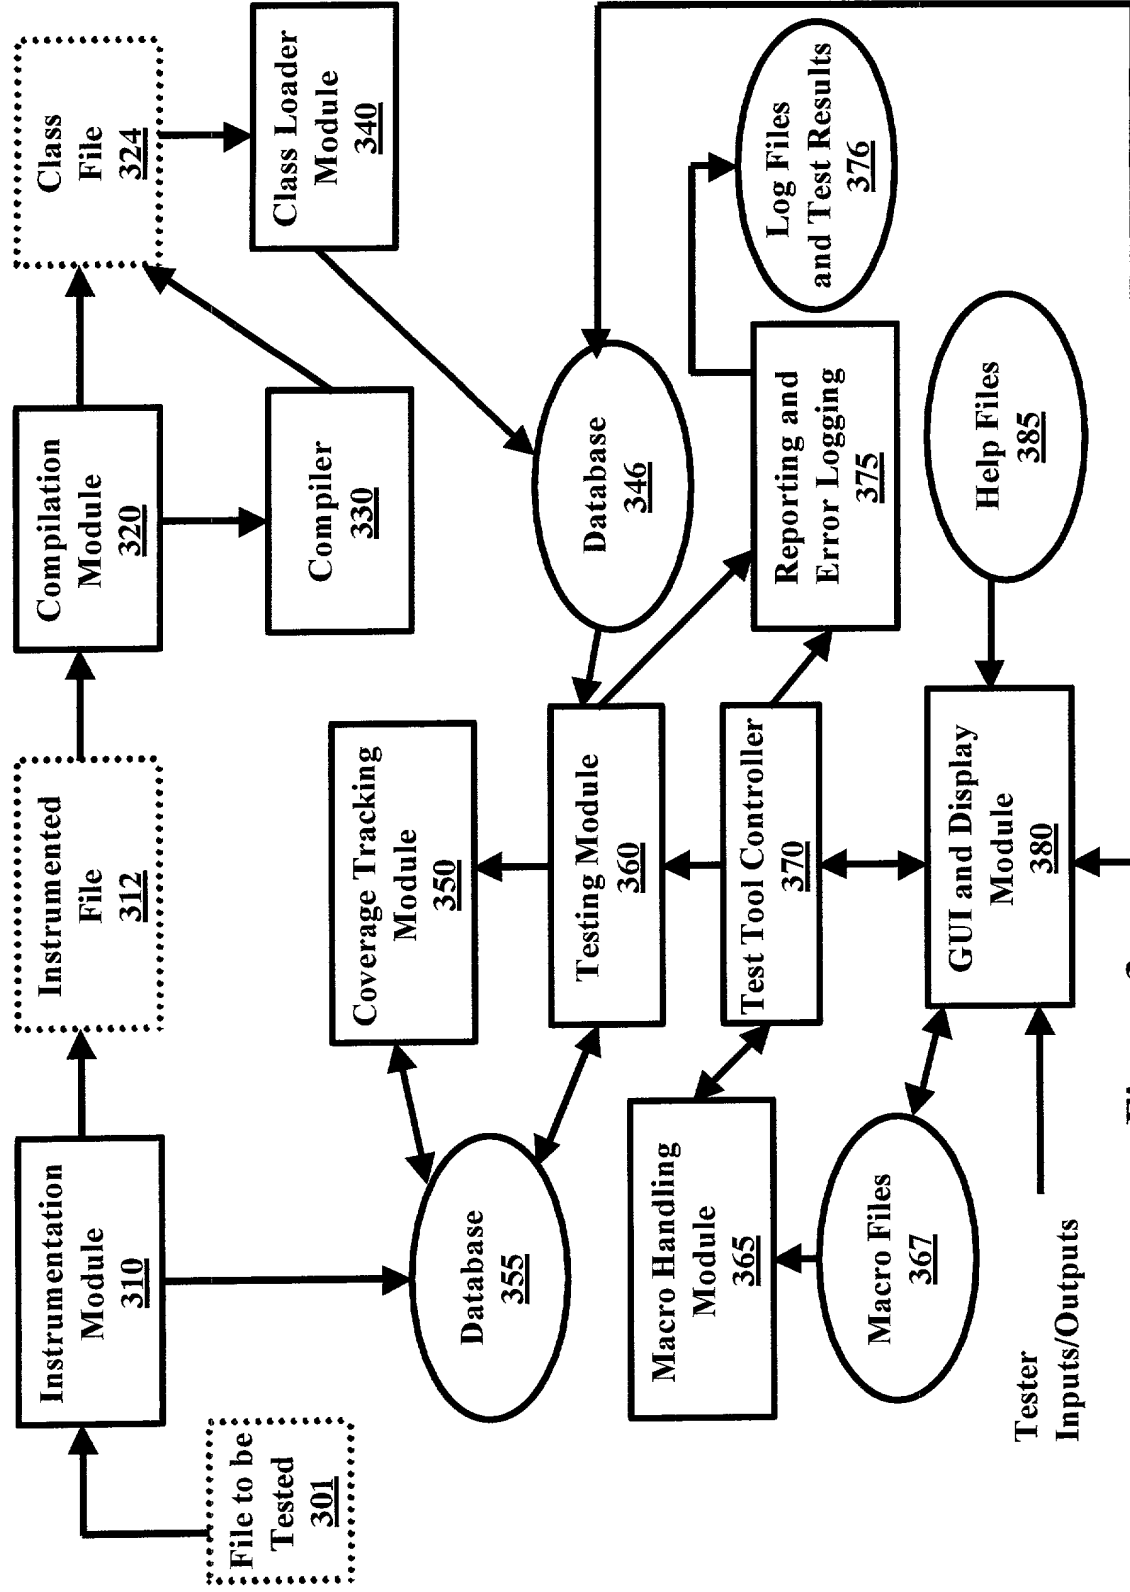 File to be
Tested
301
Instrumentation
Module
310
Instrumented
File
312
Compilation
Module
320
Class
File
324
Compiler
330
Class Loader
Module
340
Database
355
Coverage Tracking
Module
350
Database
346
Testing Module
360
Macro Handling
Module
365
Test Tool Controller
370
Reporting and
Error Logging
375
Log Files
and Test Results
376
Macro Files
367
GUI and Display
Module
380
Help Files
385
Tester
Inputs/Outputs